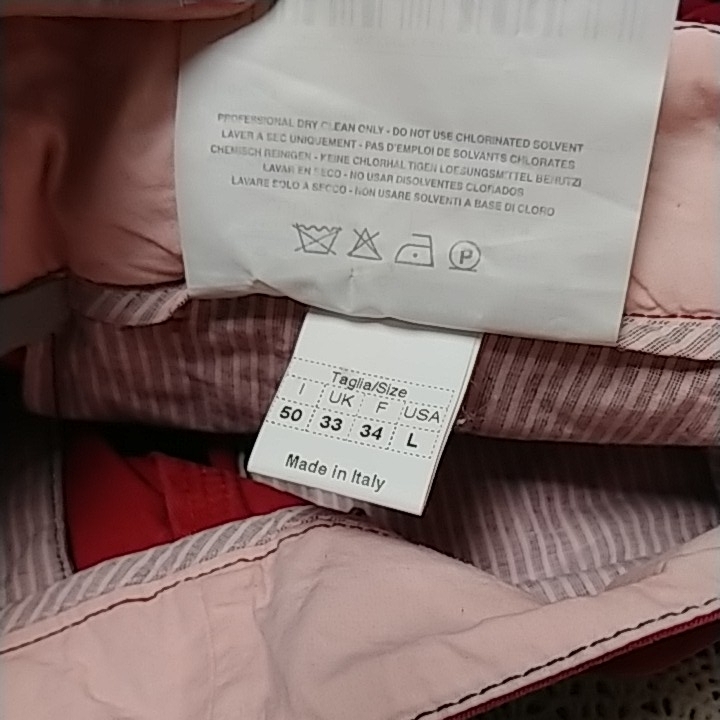 PROFESSIONAL DRY CLEAN ONLY - DO NOT USE CHLORINATED SOLVENT
LAVER A SEC UNIQUEMENT - PAS D'EMPLOI DE SOLVANTS CHLORATES
CHEMISCH REINIGEN - KEINE CHLORHALTIGEN LOESUNGSMITTEL BENUTZI
LAVAR EN SECO - NO USAR DISOLVENTES CLORADOS
LAVARE SOLO A SECCO - NON USARE SOLVENTI A BASE DI CLORO
P
Taglia/Size
I UK F USA
50 33 34 L
Made in Italy